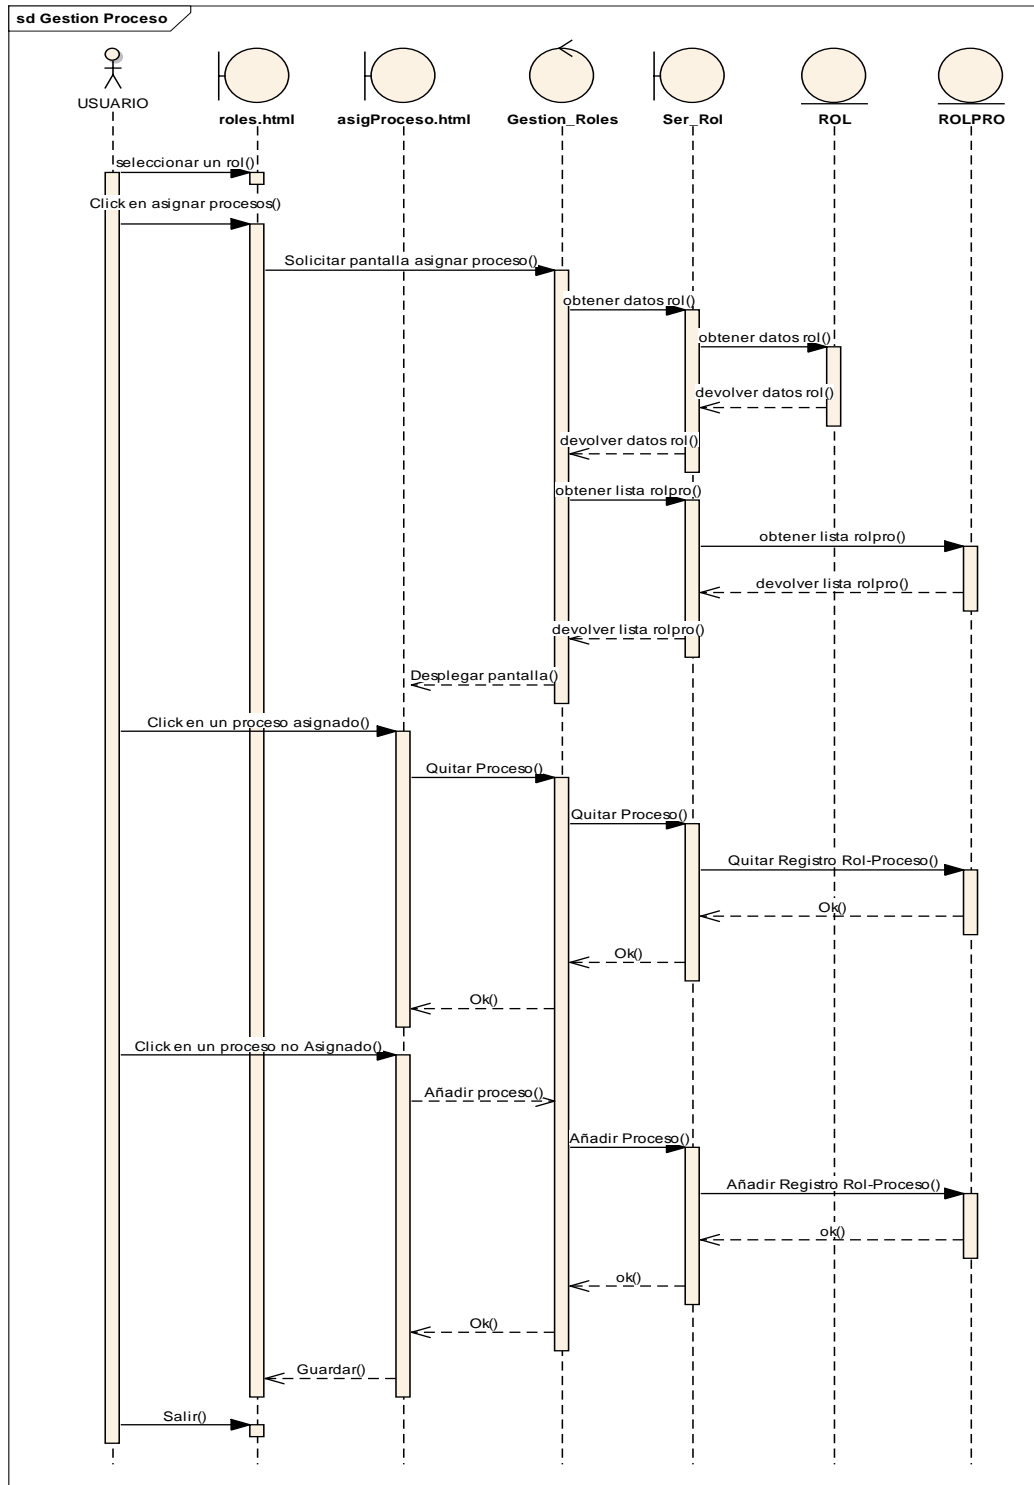 sd Gestion Proceso
USUARIO
roles.html
asigProceso.html
Gestion_Roles
Ser_Rol
ROL
ROLPRO
seleccionar un rol()
Click en asignar procesos()
Solicitar pantalla asignar proceso()
obtener datos rol()
obtener datos rol()
devolver datos rol()
devolver datos rol()
obtener lista rolpro()
obtener lista rolpro()
devolver lista rolpro()
devolver lista rolpro()
Desplegar pantalla()
Click en un proceso asignado()
Quitar Proceso()
Quitar Proceso()
Quitar Registro Rol-Proceso()
Ok()
Ok()
Ok()
Click en un proceso no Asignado()
Añadir proceso()
Añadir Proceso()
Añadir Registro Rol-Proceso()
ok()
ok()
Ok()
Guardar()
Salir()